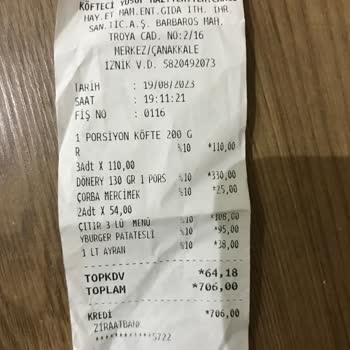 KÖFTECİ YUSUF
HAY.ET MAM.ENT.GIDA İTH. İHR.
SAN.TİC.A.Ş. BARBAROS MAH.
TROYA CAD. NO:2/16
MERKEZ/ÇANAKKALE
İZNİK V.D. 5820492073
TARİH : 19/08/2023
SAAT : 19:11:21
FİŞ NO : 0116
1 PORSİYON KÖFTE 200 G
R %10 *110,00
3Adt X 110,00
DÖNERY 130 GR 1 PORS %10 *330,00
ÇORBA MERCİMEK %10 *25,00
2Adt X 54,00
ÇITIR 3 LÜ MENÜ %10 *108,00
YBURGER PATATESLİ %10 *95,00
1 LT AYRAN %10 *38,00
TOPKDV *64,18
TOPLAM *706,00
KREDİ *706,00
ZİRAATBANK
************5722